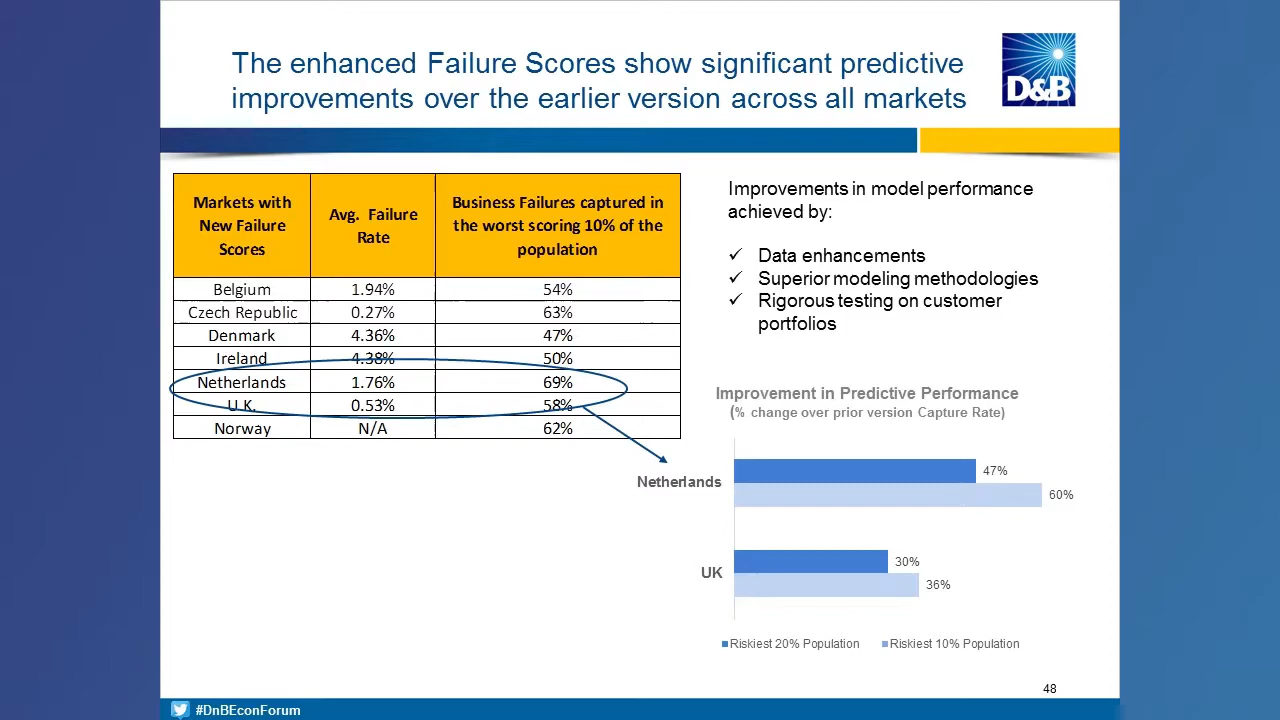 The enhanced Failure Scores show significant predictive
improvements over the earlier version across all markets
D&B
Markets with
New Failure
Scores
Avg. Failure
Rate
Business Failures captured in
the worst scoring 10% of the
population
Belgium 1.94% 54%
Czech Republic 0.27% 63%
Denmark 4.36% 47%
Ireland 4.38% 50%
Netherlands 1.76% 69%
U.K. 0.53% 58%
Norway N/A 62%
Improvements in model performance
achieved by:
✓ Data enhancements
✓ Superior modeling methodologies
✓ Rigorous testing on customer
portfolios
Improvement in Predictive Performance
(% change over prior version Capture Rate)
Netherlands
47%
60%
UK
30%
36%
Riskiest 20% Population Riskiest 10% Population
48
#DnBEconForum